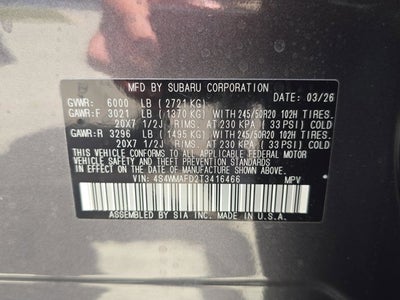 MFD BY SUBARU CORPORATION
DATE: 03/26
GVWR: 6000 LB (2721 KG)
GAWR:F 3021 LB (1370 KG) WITH 245/50R20 102H TIRES.
20X7 1/2J RIMS. AT 230 KPA (33 PSI) COLD
GAWR:R 3296 LB (1495 KG) WITH 245/50R20 102H TIRES.
20X7 1/2J RIMS. AT 230 KPA (33 PSI) COLD
THIS VEHICLE CONFORMS TO ALL APPLICABLE FEDERAL MOTOR
VEHICLE SAFETY AND THEFT PREVENTION STANDARDS
IN EFFECT ON THE DATE OF MANUFACTURE SHOWN ABOVE.
VIN: 4S4WMAFD2T3416466 MPV
ASSEMBLED BY SIA INC. MADE IN U.S.A.